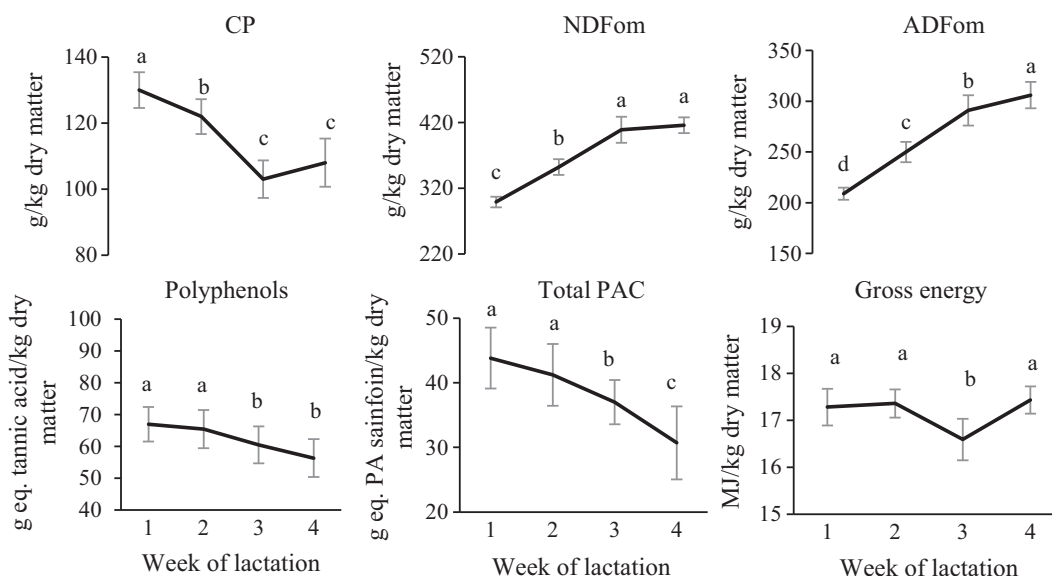 CP
g/kg dry matter
140
120
100
80
a
b
c
c
NDFom
g/kg dry matter
520
420
320
220
c
b
a
a
ADFom
g/kg dry matter
350
300
250
200
150
d
c
b
a
Polyphenols
g eq. tannic acid/kg dry
matter
100
90
80
70
60
50
40
a
a
b
b
1 2 3 4
Week of lactation
Total PAC
g eq. PA sainfoin/kg dry
matter
50
40
30
20
a
a
b
c
1 2 3 4
Week of lactation
Gross energy
MJ/kg dry matter
19
18
17
16
15
a
a
b
a
1 2 3 4
Week of lactation